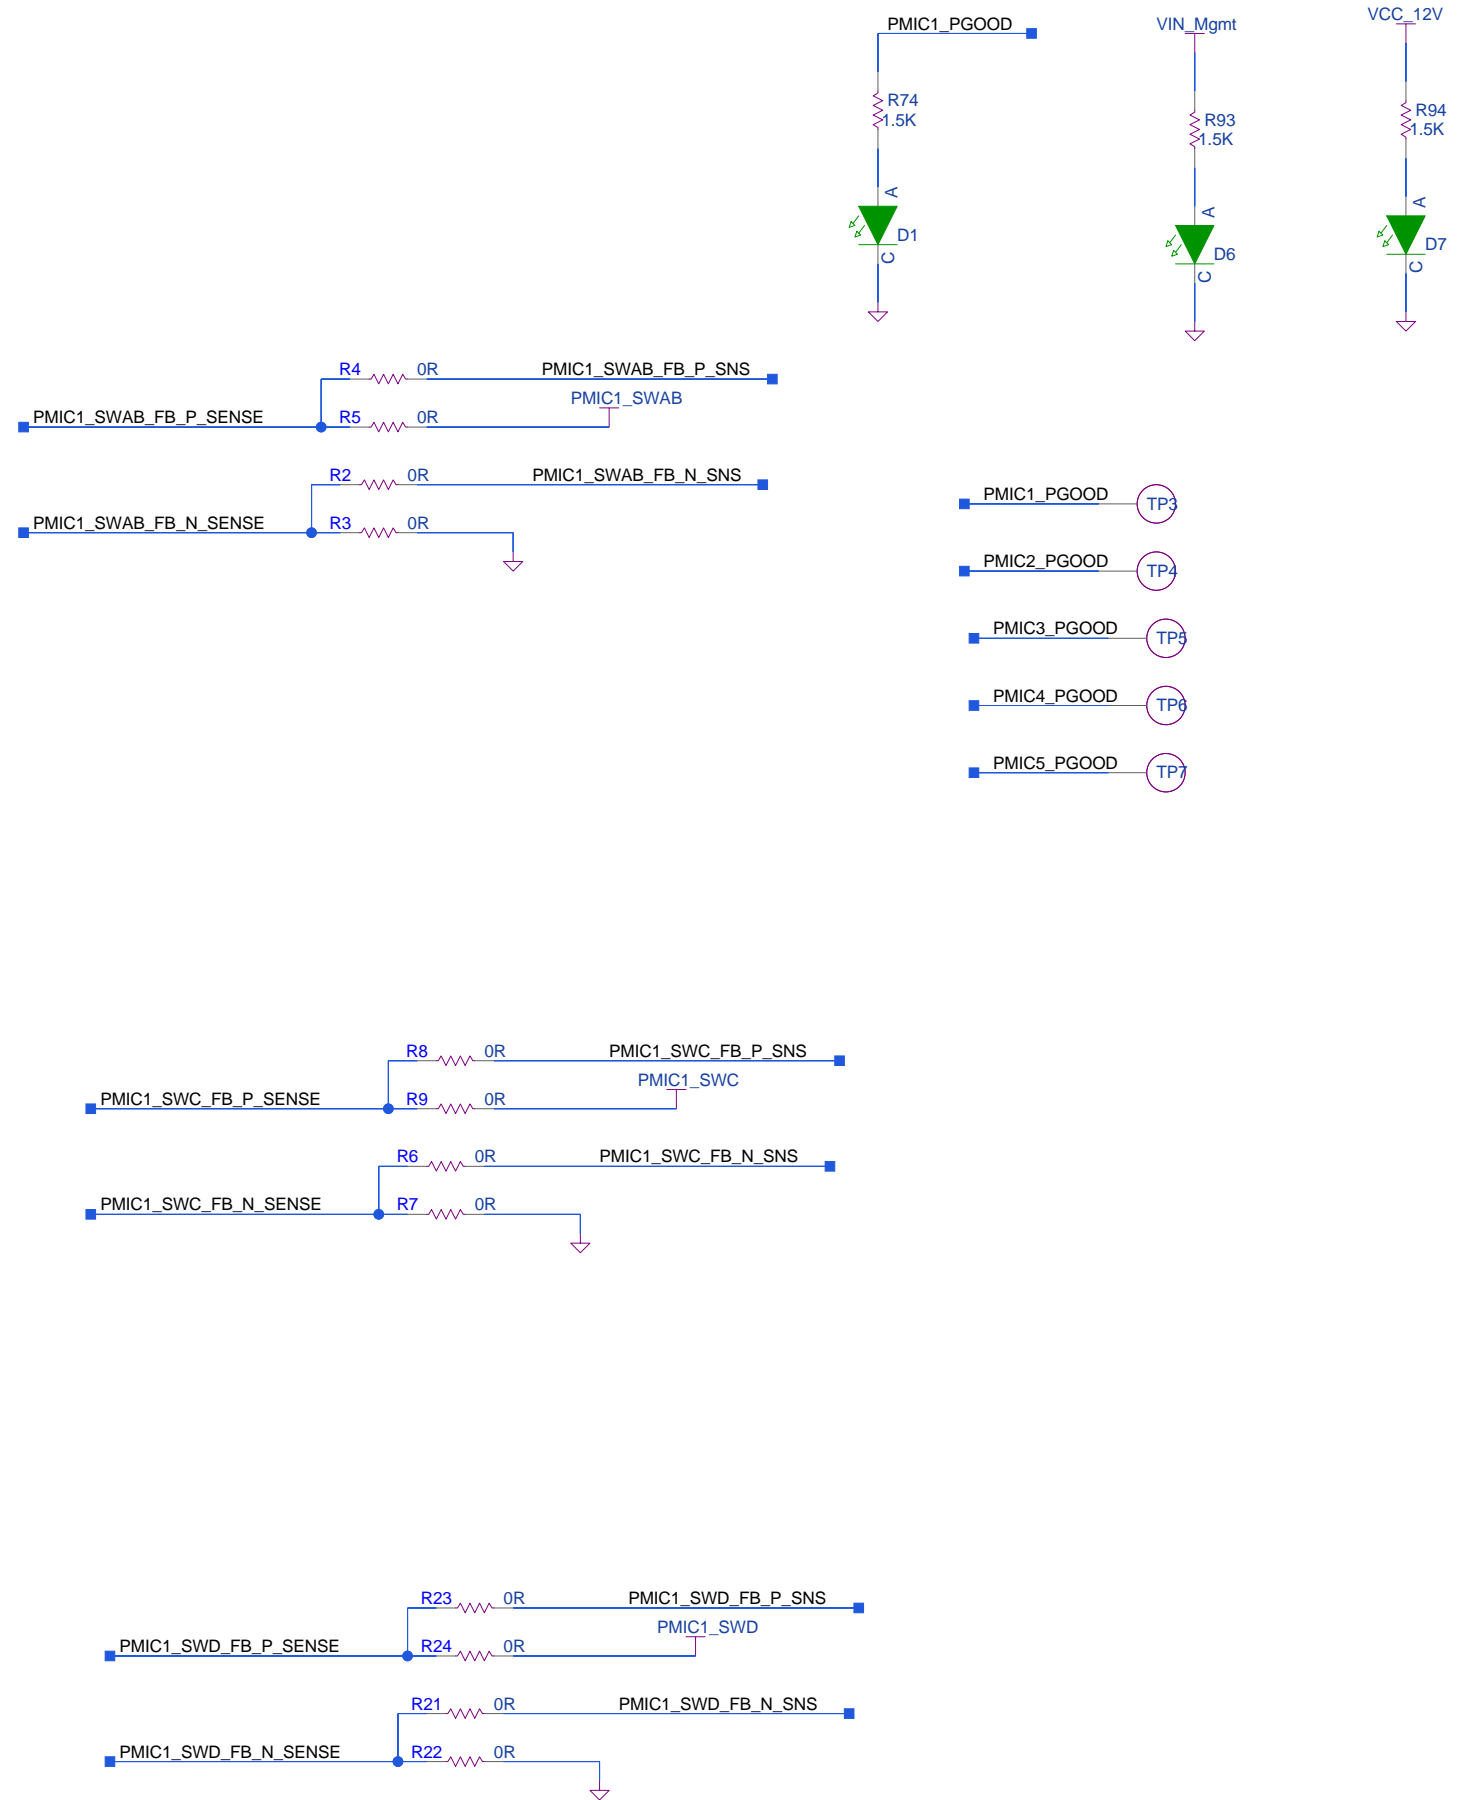 PMIC1_PGOOD
VIN_Mgmt
VCC_12V
R74
1.5K
R93
1.5K
R94
1.5K
A
D1
C
A
D6
C
A
D7
C
R4 0R PMIC1_SWAB_FB_P_SNS
PMIC1_SWAB
PMIC1_SWAB_FB_P_SENSE R5 0R
R2 0R PMIC1_SWAB_FB_N_SNS
PMIC1_SWAB_FB_N_SENSE R3 0R
PMIC1_PGOOD TP3
PMIC2_PGOOD TP4
PMIC3_PGOOD TP5
PMIC4_PGOOD TP6
PMIC5_PGOOD TP7
R8 0R PMIC1_SWC_FB_P_SNS
PMIC1_SWC
PMIC1_SWC_FB_P_SENSE R9 0R
R6 0R PMIC1_SWC_FB_N_SNS
PMIC1_SWC_FB_N_SENSE R7 0R
R23 0R PMIC1_SWD_FB_P_SNS
PMIC1_SWD
PMIC1_SWD_FB_P_SENSE R24 0R
R21 0R PMIC1_SWD_FB_N_SNS
PMIC1_SWD_FB_N_SENSE R22 0R